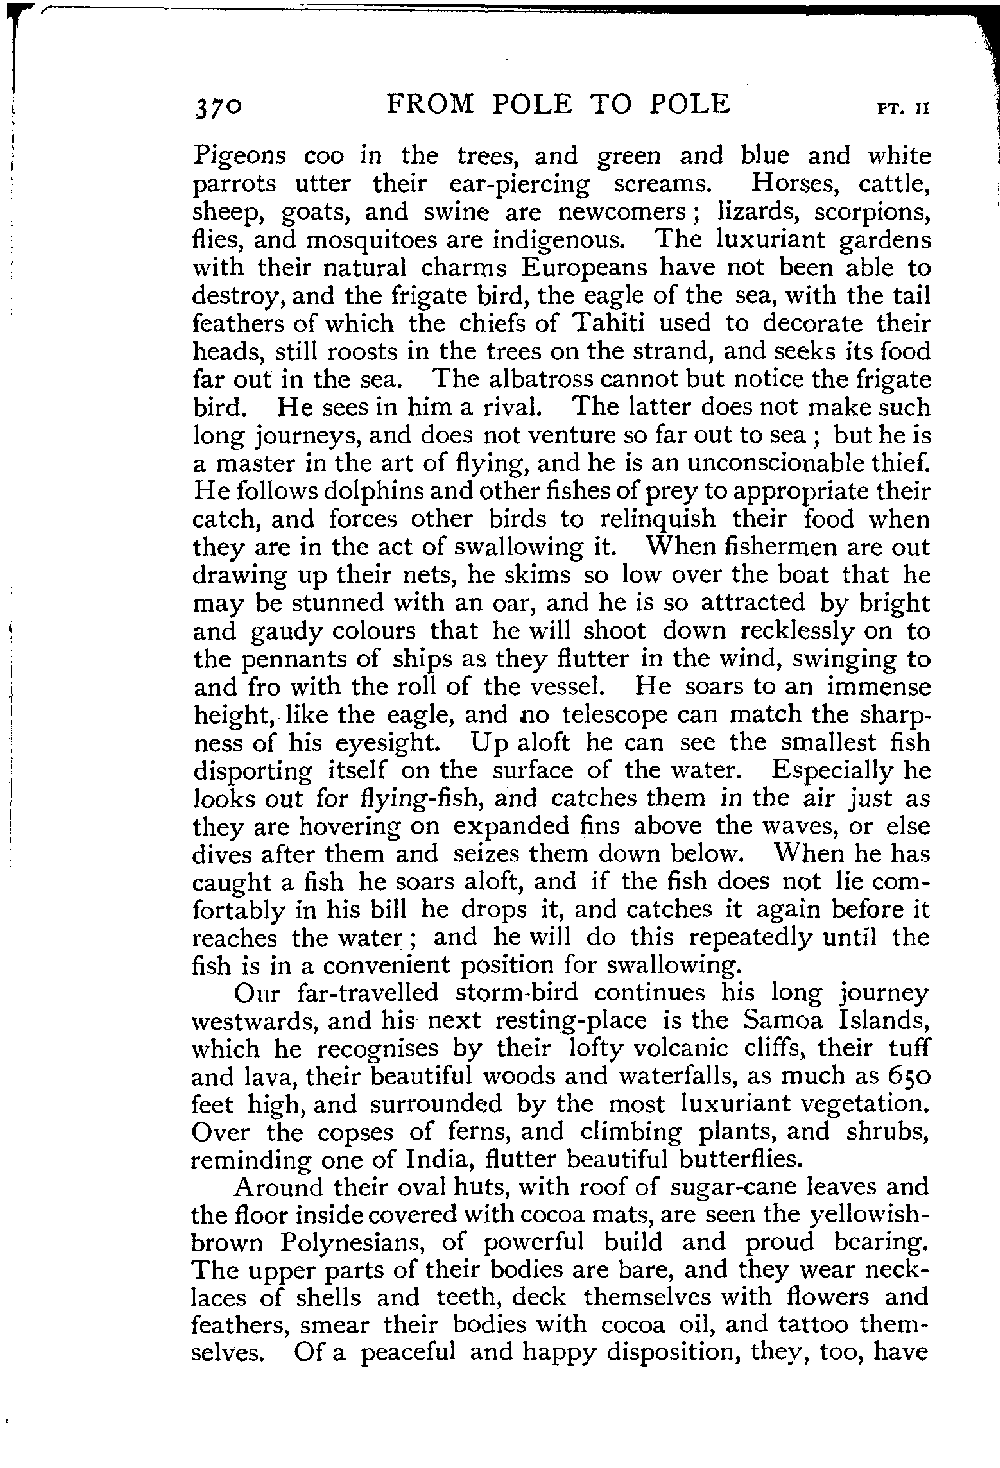 370 FROM POLE TO POLE PT. II
Pigeons coo in the trees, and green and blue and white
parrots utter their ear-piercing screams. Horses, cattle,
sheep, goats, and swine are newcomers; lizards, scorpions,
flies, and mosquitoes are indigenous. The luxuriant gardens
with their natural charms Europeans have not been able to
destroy, and the frigate bird, the eagle of the sea, with the tail
feathers of which the chiefs of Tahiti used to decorate their
heads, still roosts in the trees on the strand, and seeks its food
far out in the sea. The albatross cannot but notice the frigate
bird. He sees in him a rival. The latter does not make such
long journeys, and does not venture so far out to sea; but he is
a master in the art of flying, and he is an unconscionable thief.
He follows dolphins and other fishes of prey to appropriate their
catch, and forces other birds to relinquish their food when
they are in the act of swallowing it. When fishermen are out
drawing up their nets, he skims so low over the boat that he
may be stunned with an oar, and he is so attracted by bright
and gaudy colours that he will shoot down recklessly on to
the pennants of ships as they flutter in the wind, swinging to
and fro with the roll of the vessel. He soars to an immense
height, like the eagle, and no telescope can match the sharp-
ness of his eyesight. Up aloft he can see the smallest fish
disporting itself on the surface of the water. Especially he
looks out for flying-fish, and catches them in the air just as
they are hovering on expanded fins above the waves, or else
dives after them and seizes them down below. When he has
caught a fish he soars aloft, and if the fish does not lie com-
fortably in his bill he drops it, and catches it again before it
reaches the water; and he will do this repeatedly until the
fish is in a convenient position for swallowing.
Our far-travelled storm-bird continues his long journey
westwards, and his next resting-place is the Samoa Islands,
which he recognises by their lofty volcanic cliffs, their tuff
and lava, their beautiful woods and waterfalls, as much as 650
feet high, and surrounded by the most luxuriant vegetation.
Over the copses of ferns, and climbing plants, and shrubs,
reminding one of India, flutter beautiful butterflies.
Around their oval huts, with roof of sugar-cane leaves and
the floor inside covered with cocoa mats, are seen the yellowish-
brown Polynesians, of powerful build and proud bearing.
The upper parts of their bodies are bare, and they wear neck-
laces of shells and teeth, deck themselves with flowers and
feathers, smear their bodies with cocoa oil, and tattoo them-
selves. Of a peaceful and happy disposition, they, too, have